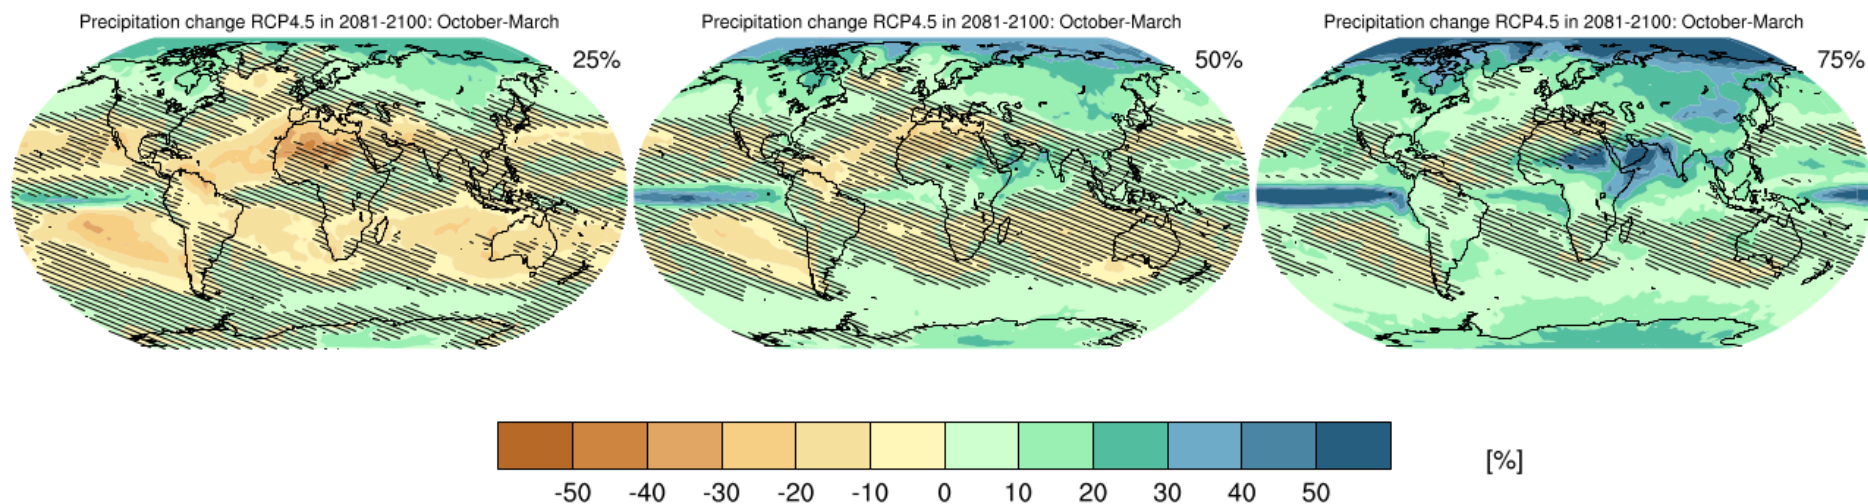 Precipitation change RCP4.5 in 2081-2100: October-March
25%
Precipitation change RCP4.5 in 2081-2100: October-March
50%
Precipitation change RCP4.5 in 2081-2100: October-March
75%
-50 -40 -30 -20 -10 0 10 20 30 40 50
[%]